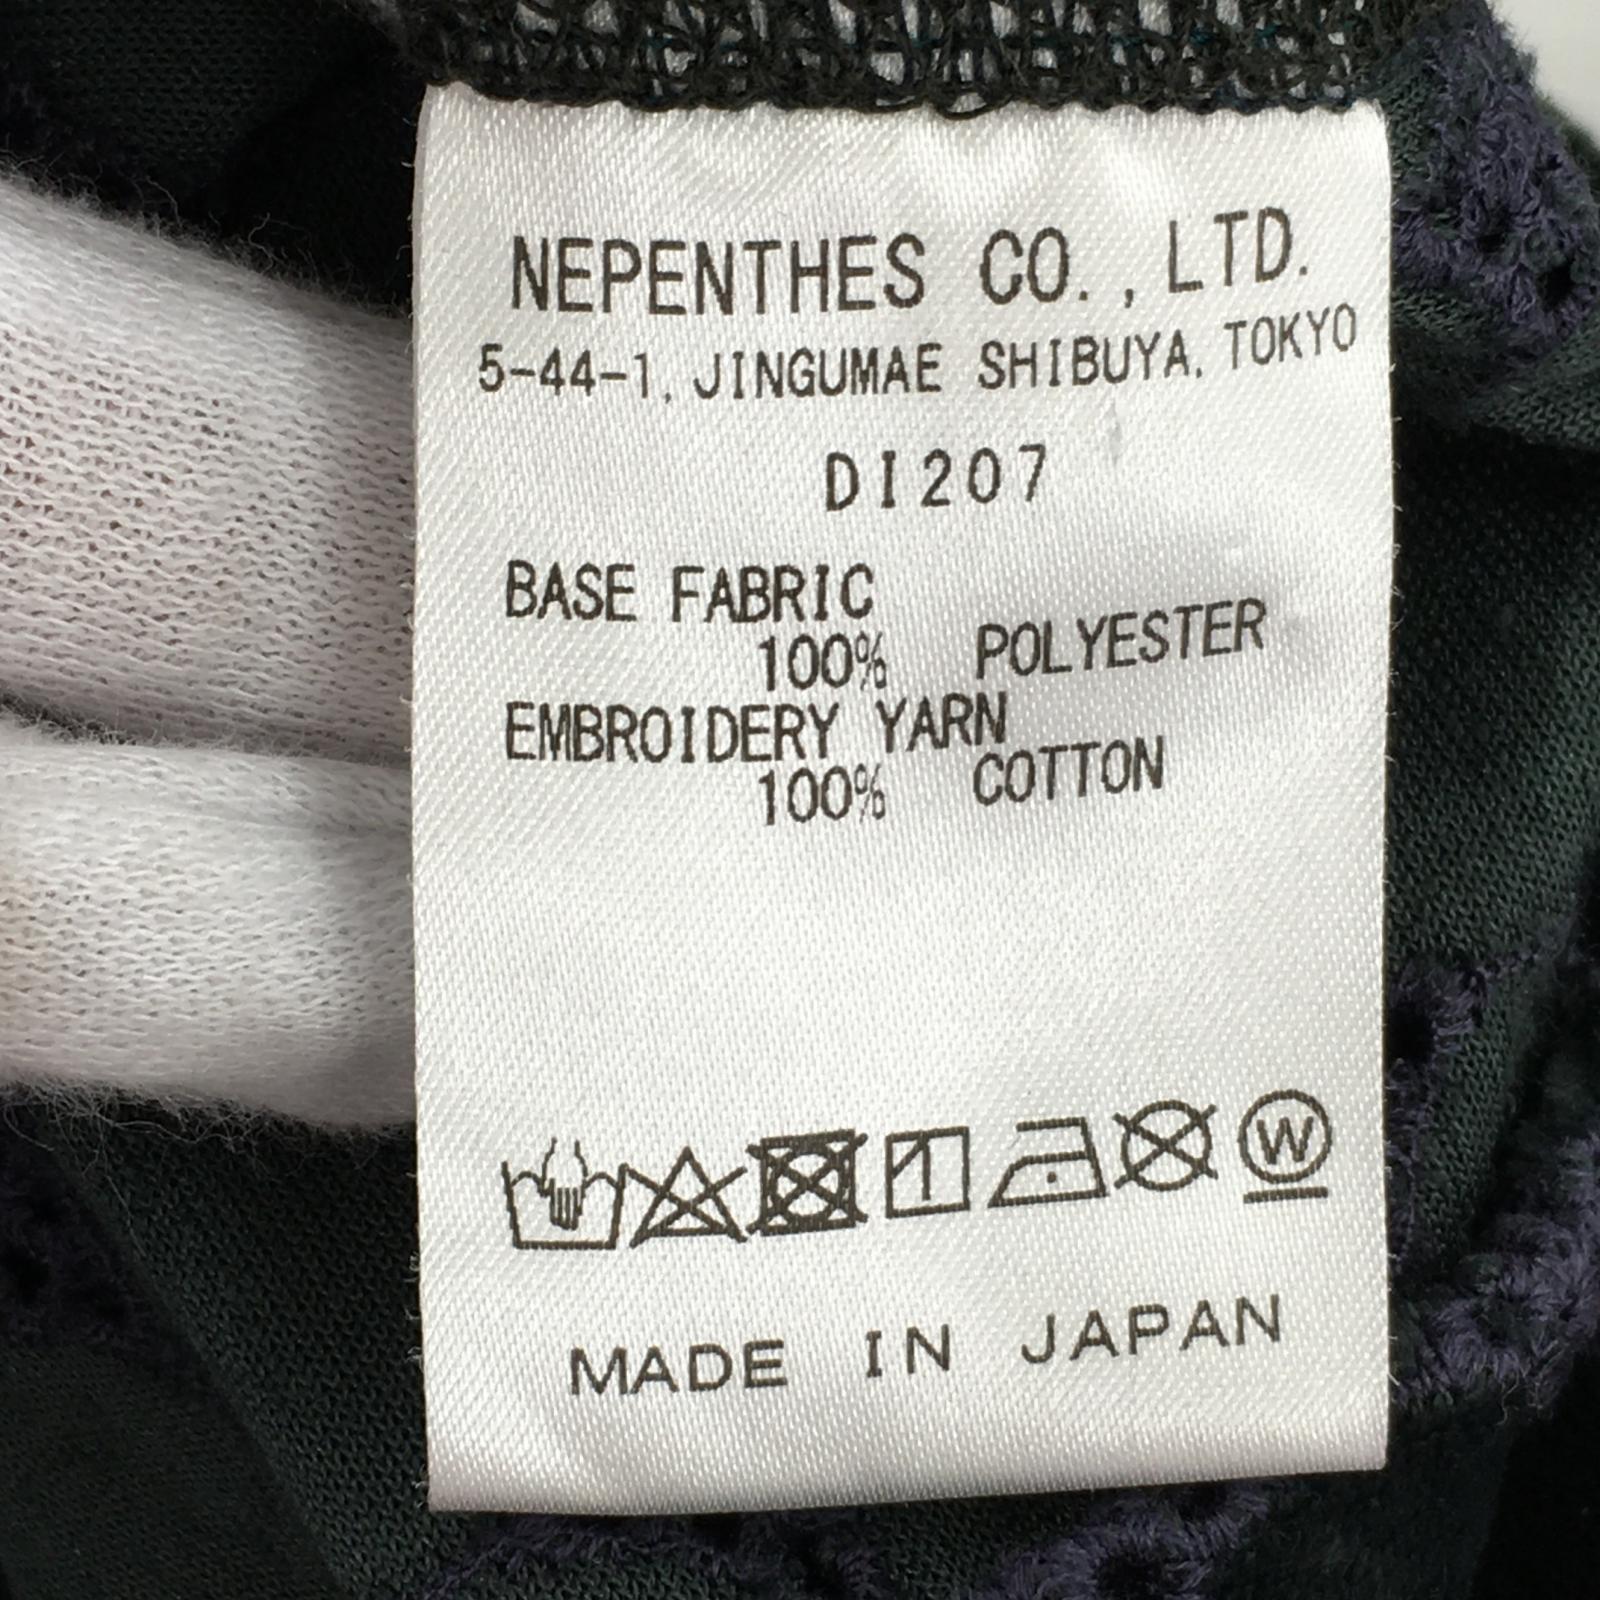 NEPENTHES CO.,LTD.
5-44-1, JINGUMAE SHIBUYA, TOKYO
DI207
BASE FABRIC
100% POLYESTER
EMBROIDERY YARN
100% COTTON
1 W
MADE IN JAPAN